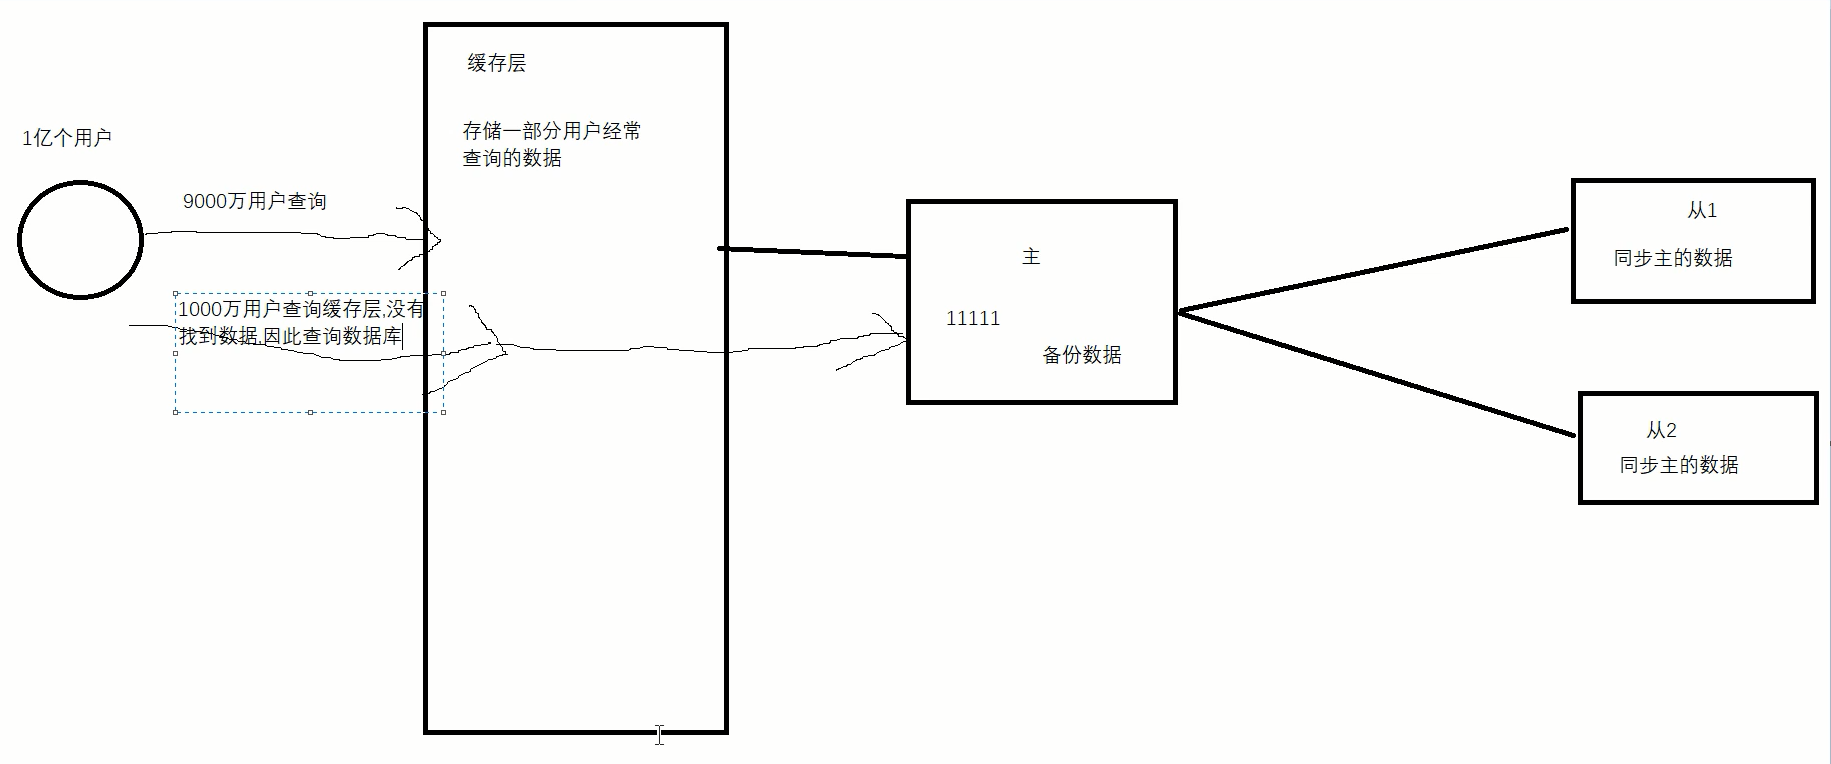 1亿个用户
9000万用户查询
1000万用户查询缓存层,没有
找到数据,因此查询数据库
缓存层
存储一部分用户经常
查询的数据
主
11111
备份数据
从1
同步主的数据
从2
同步主的数据